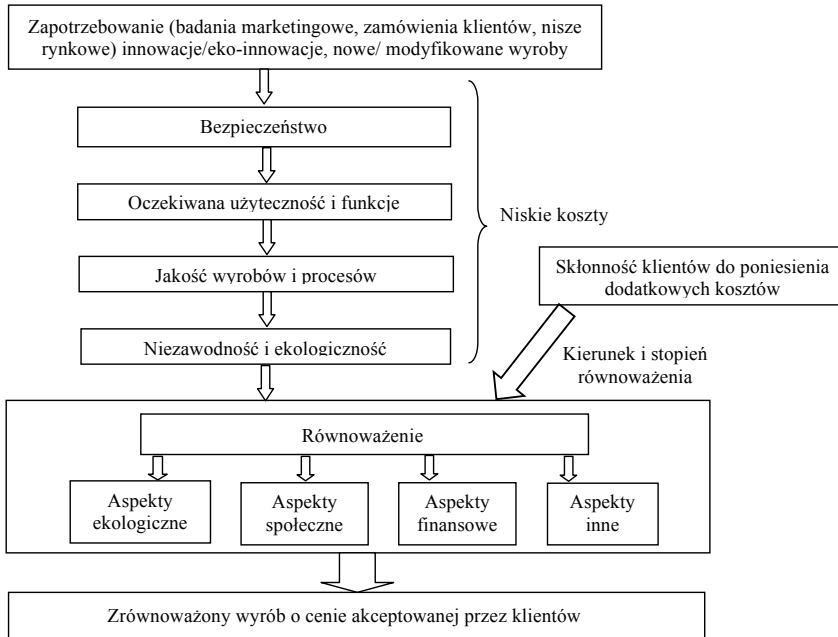 Zapotrzebowanie (badania marketingowe, zamówienia klientów, nisze
rynkowe) innowacje/eko-innowacje, nowe/ modyfikowane wyroby
Bezpieczeństwo
Oczekiwana użyteczność i funkcje
Niskie koszty
Jakość wyrobów i procesów
Skłonność klientów do poniesienia
dodatkowych kosztów
Niezawodność i ekologiczność
Kierunek i stopień
równoważenia
Równoważenie
Aspekty
ekologiczne
Aspekty
społeczne
Aspekty
finansowe
Aspekty
inne
Zrównoważony wyrób o cenie akceptowanej przez klientów